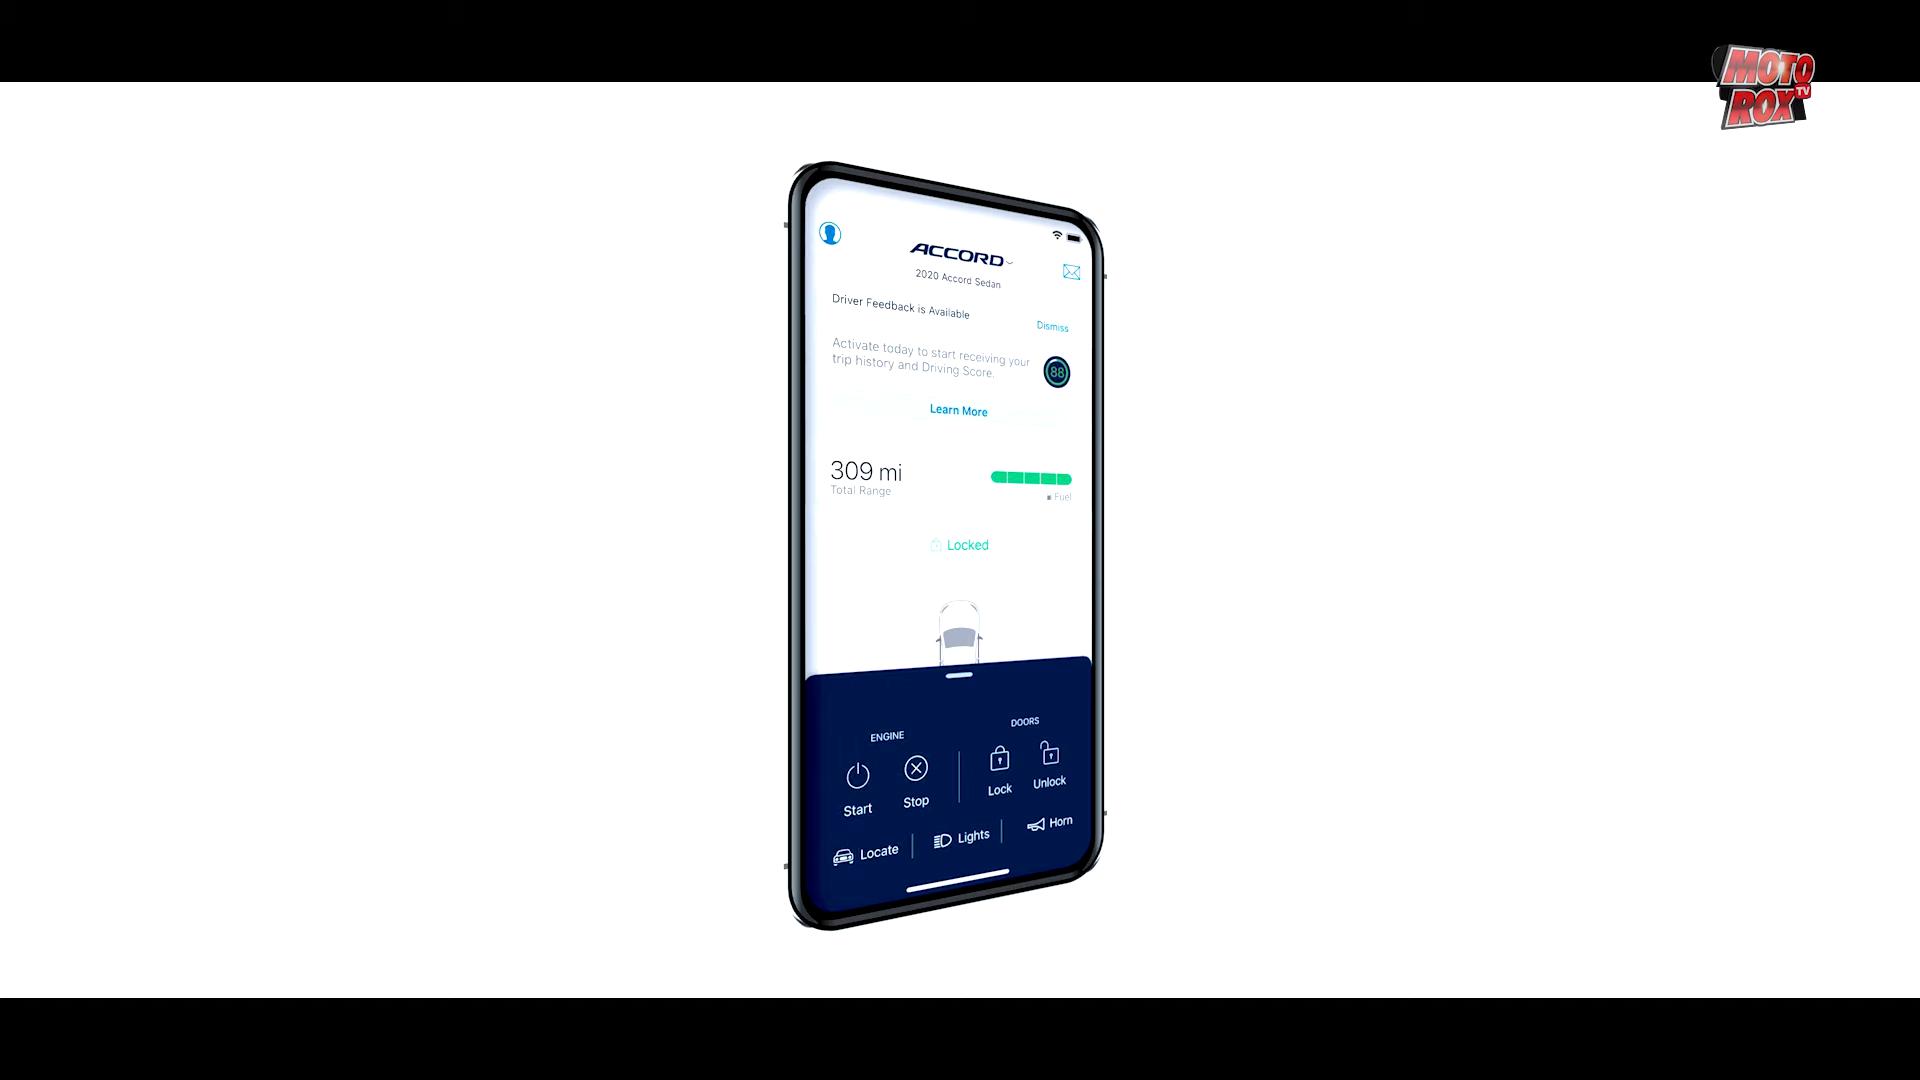 MOTO
ROX TV
ACCORD
2020 Accord Sedan
Driver Feedback is Available
Dismiss
Activate today to start receiving your
trip history and Driving Score.
88
Learn More
309 mi
Total Range
Fuel
Locked
ENGINE
DOORS
Start
Stop
Lock
Unlock
Locate
Lights
Horn